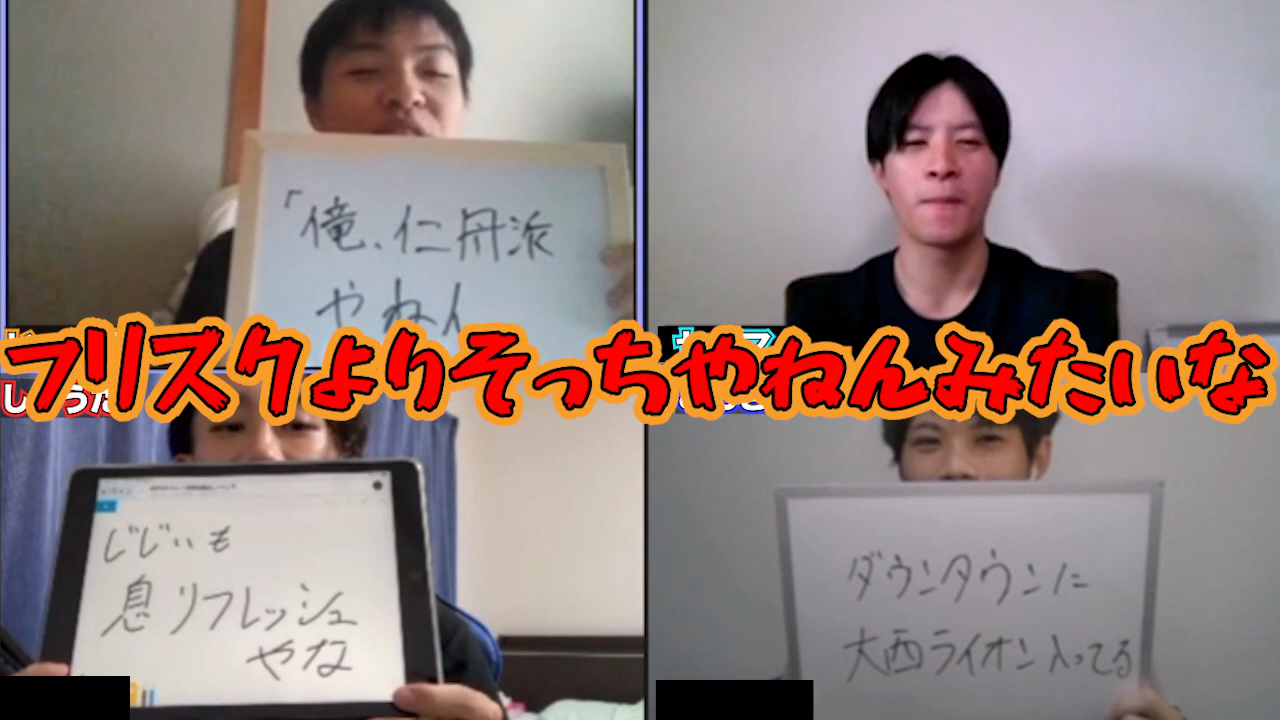 「俺、仁丹派
やねん
フリスクよりそっちやねんみたいな
じじいも
息リフレッシュ
やな
ダウンタウンに
大西ライオン入ってる